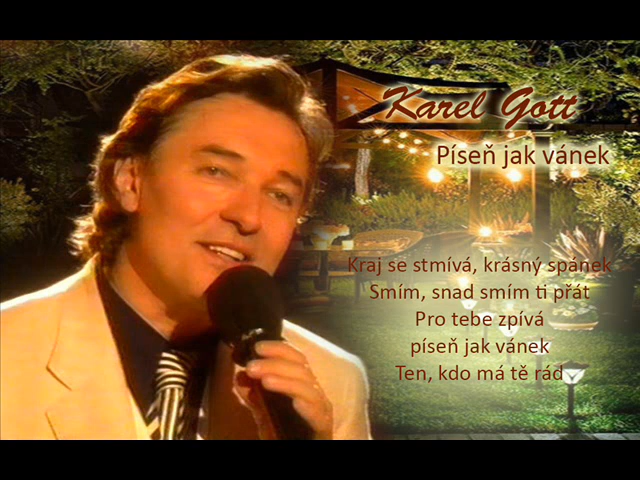 Karel Gott
Píseň jak vánek
Kraj se stmívá, krásný spánek
Smím, snad smím ti přát
Pro tebe zpívá
píseň jak vánek
Ten, kdo má tě rád